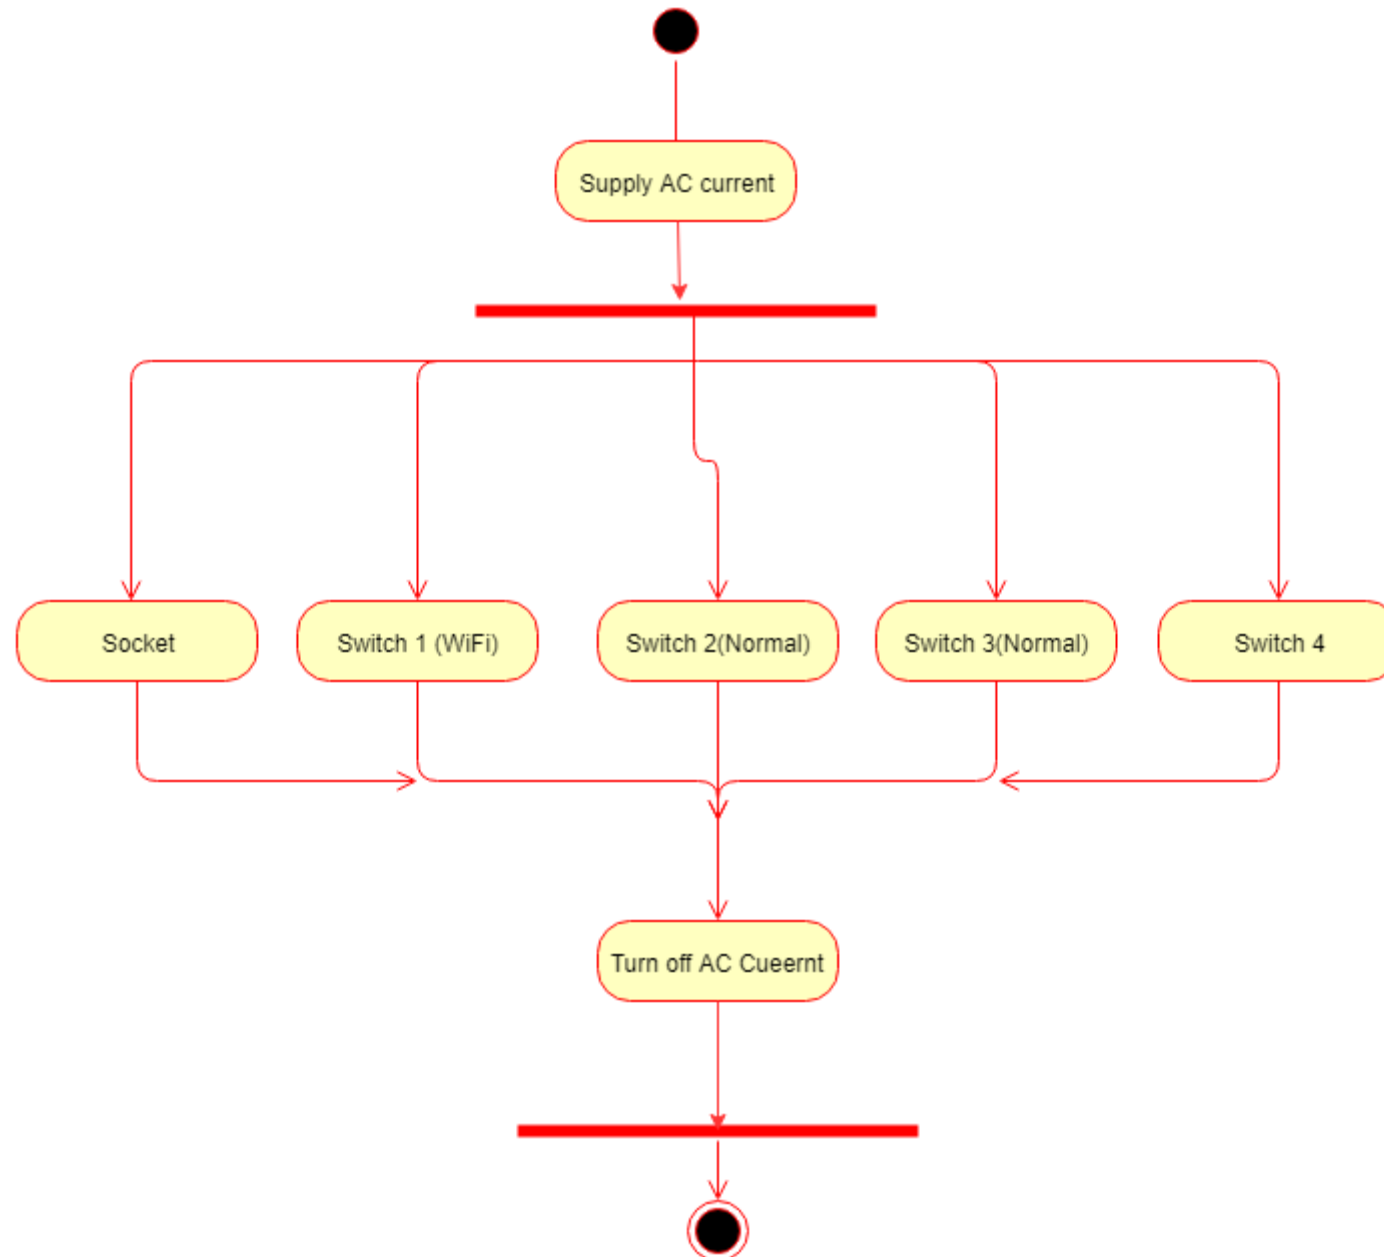 Supply AC current
Socket
Switch 1 (WiFi)
Switch 2(Normal)
Switch 3(Normal)
Switch 4
Turn off AC Cueernt